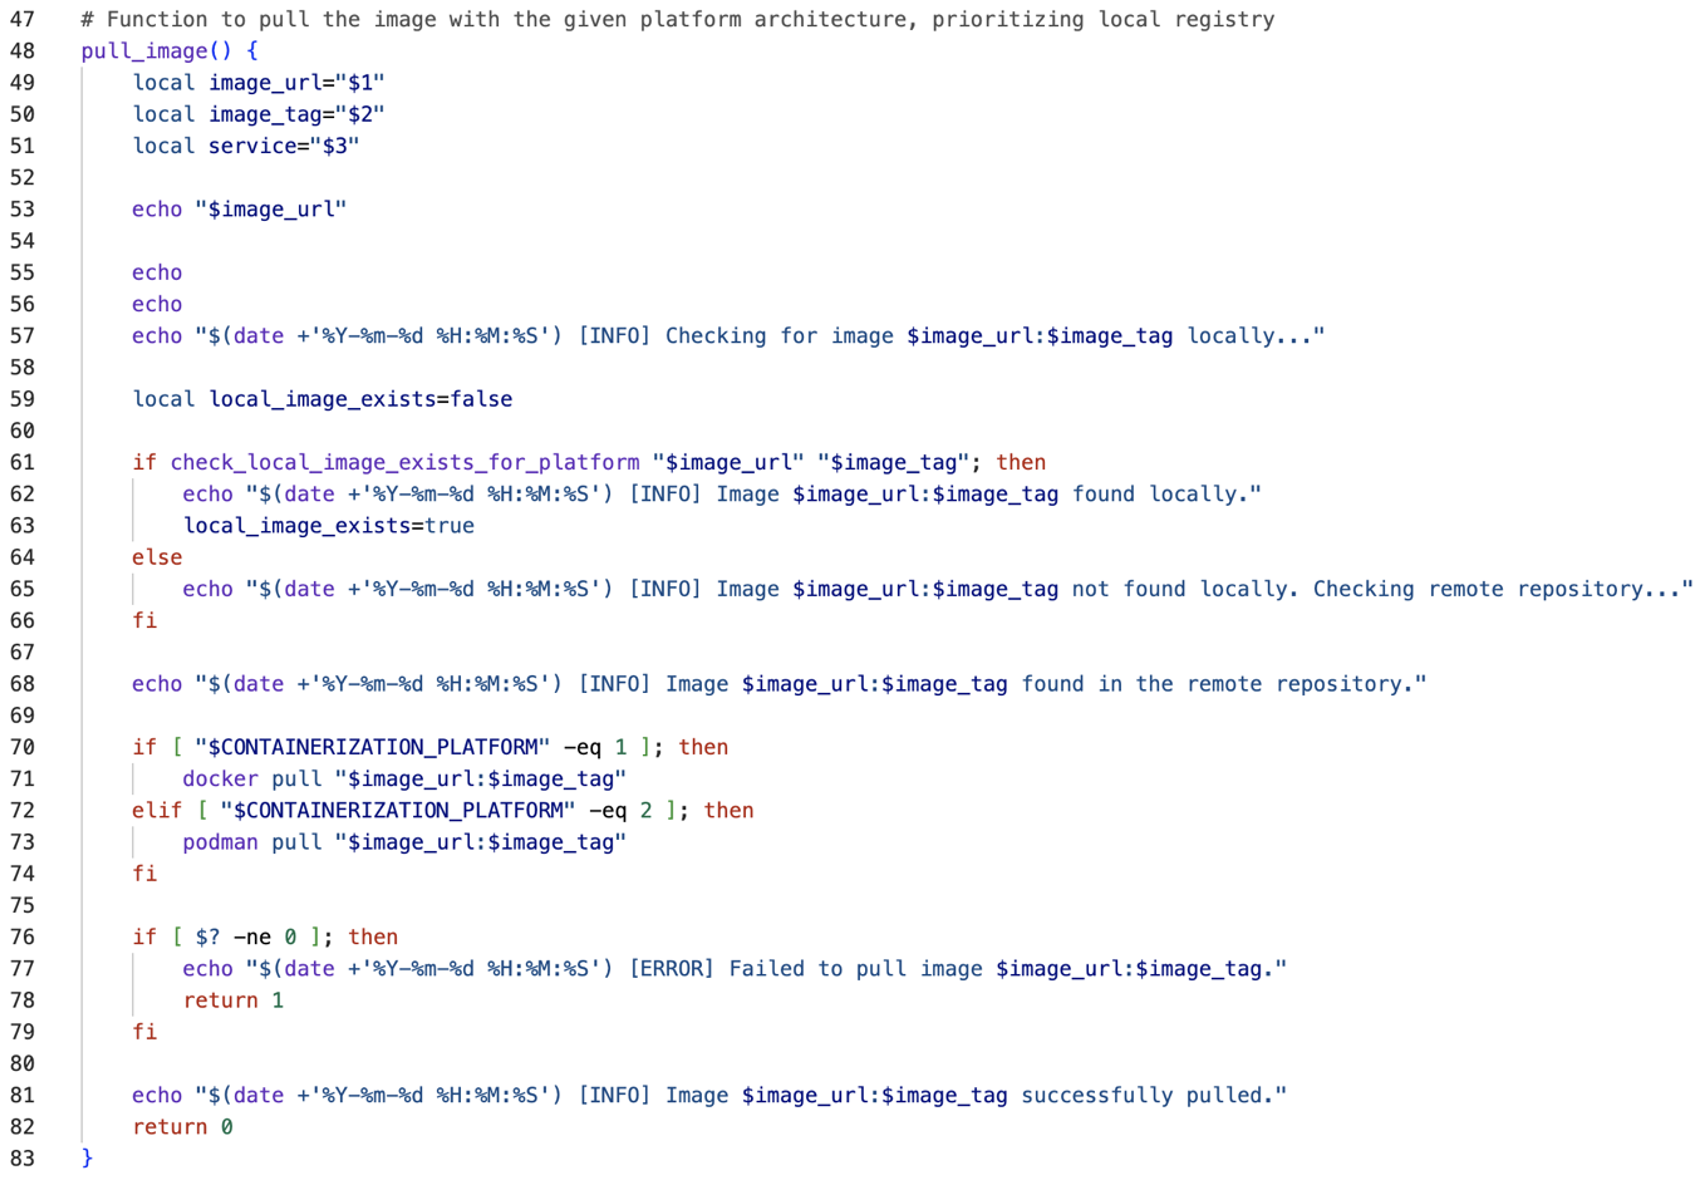 47 # Function to pull the image with the given platform architecture, prioritizing local registry
48 pull_image() {
49     local image_url="$1"
50     local image_tag="$2"
51     local service="$3"
52
53     echo "$image_url"
54
55     echo
56     echo
57     echo "$(date +'%Y-%m-%d %H:%M:%S') [INFO] Checking for image $image_url:$image_tag locally..."
58
59     local local_image_exists=false
60
61     if check_local_image_exists_for_platform "$image_url" "$image_tag"; then
62         echo "$(date +'%Y-%m-%d %H:%M:%S') [INFO] Image $image_url:$image_tag found locally."
63         local_image_exists=true
64     else
65         echo "$(date +'%Y-%m-%d %H:%M:%S') [INFO] Image $image_url:$image_tag not found locally. Checking remote repository..."
66     fi
67
68     echo "$(date +'%Y-%m-%d %H:%M:%S') [INFO] Image $image_url:$image_tag found in the remote repository."
69
70     if [ "$CONTAINERIZATION_PLATFORM" -eq 1 ]; then
71         docker pull "$image_url:$image_tag"
72     elif [ "$CONTAINERIZATION_PLATFORM" -eq 2 ]; then
73         podman pull "$image_url:$image_tag"
74     fi
75
76     if [ $? -ne 0 ]; then
77         echo "$(date +'%Y-%m-%d %H:%M:%S') [ERROR] Failed to pull image $image_url:$image_tag."
78         return 1
79     fi
80
81     echo "$(date +'%Y-%m-%d %H:%M:%S') [INFO] Image $image_url:$image_tag successfully pulled."
82     return 0
83 }